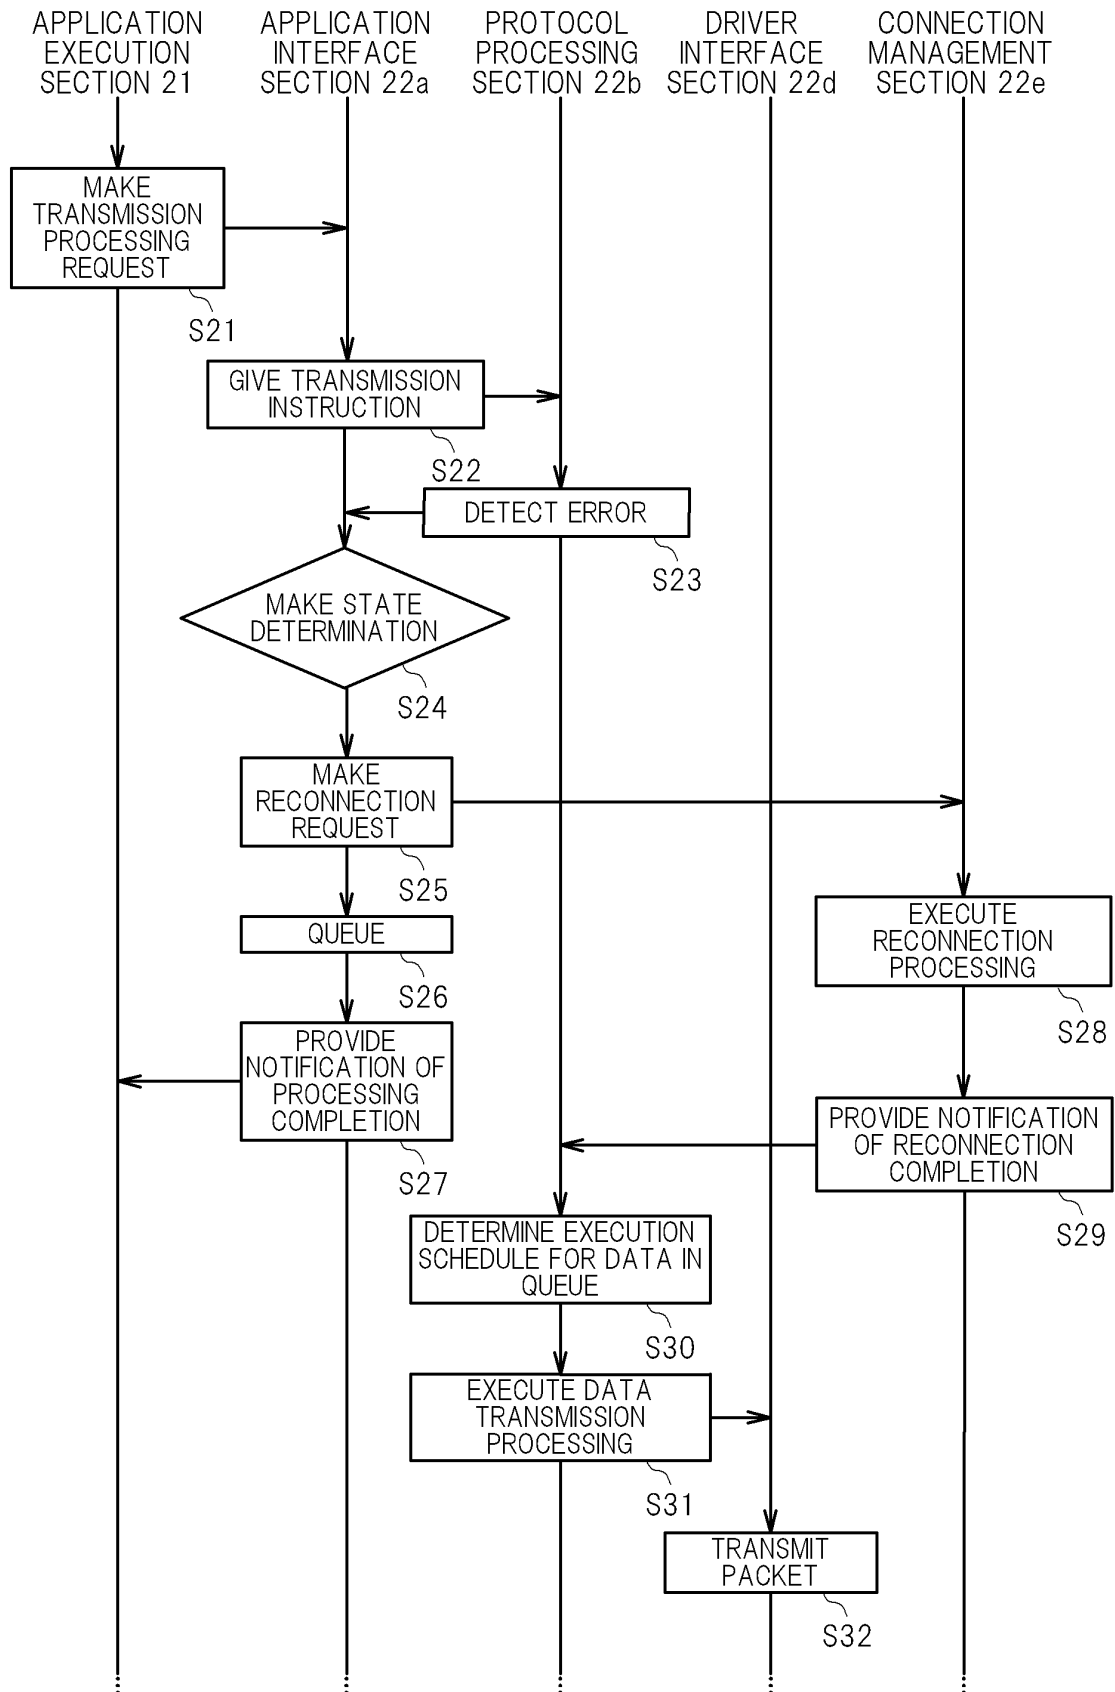 APPLICATION
EXECUTION
SECTION 21
APPLICATION
INTERFACE
SECTION 22a
PROTOCOL
PROCESSING
SECTION 22b
DRIVER
INTERFACE
SECTION 22d
CONNECTION
MANAGEMENT
SECTION 22e
MAKE
TRANSMISSION
PROCESSING
REQUEST
S21
GIVE TRANSMISSION
INSTRUCTION
S22
DETECT ERROR
S23
MAKE STATE
DETERMINATION
S24
MAKE
RECONNECTION
REQUEST
S25
QUEUE
S26
EXECUTE
RECONNECTION
PROCESSING
S28
PROVIDE
NOTIFICATION OF
PROCESSING
COMPLETION
S27
PROVIDE NOTIFICATION
OF RECONNECTION
COMPLETION
S29
DETERMINE EXECUTION
SCHEDULE FOR DATA IN
QUEUE
S30
EXECUTE DATA
TRANSMISSION
PROCESSING
S31
TRANSMIT
PACKET
S32